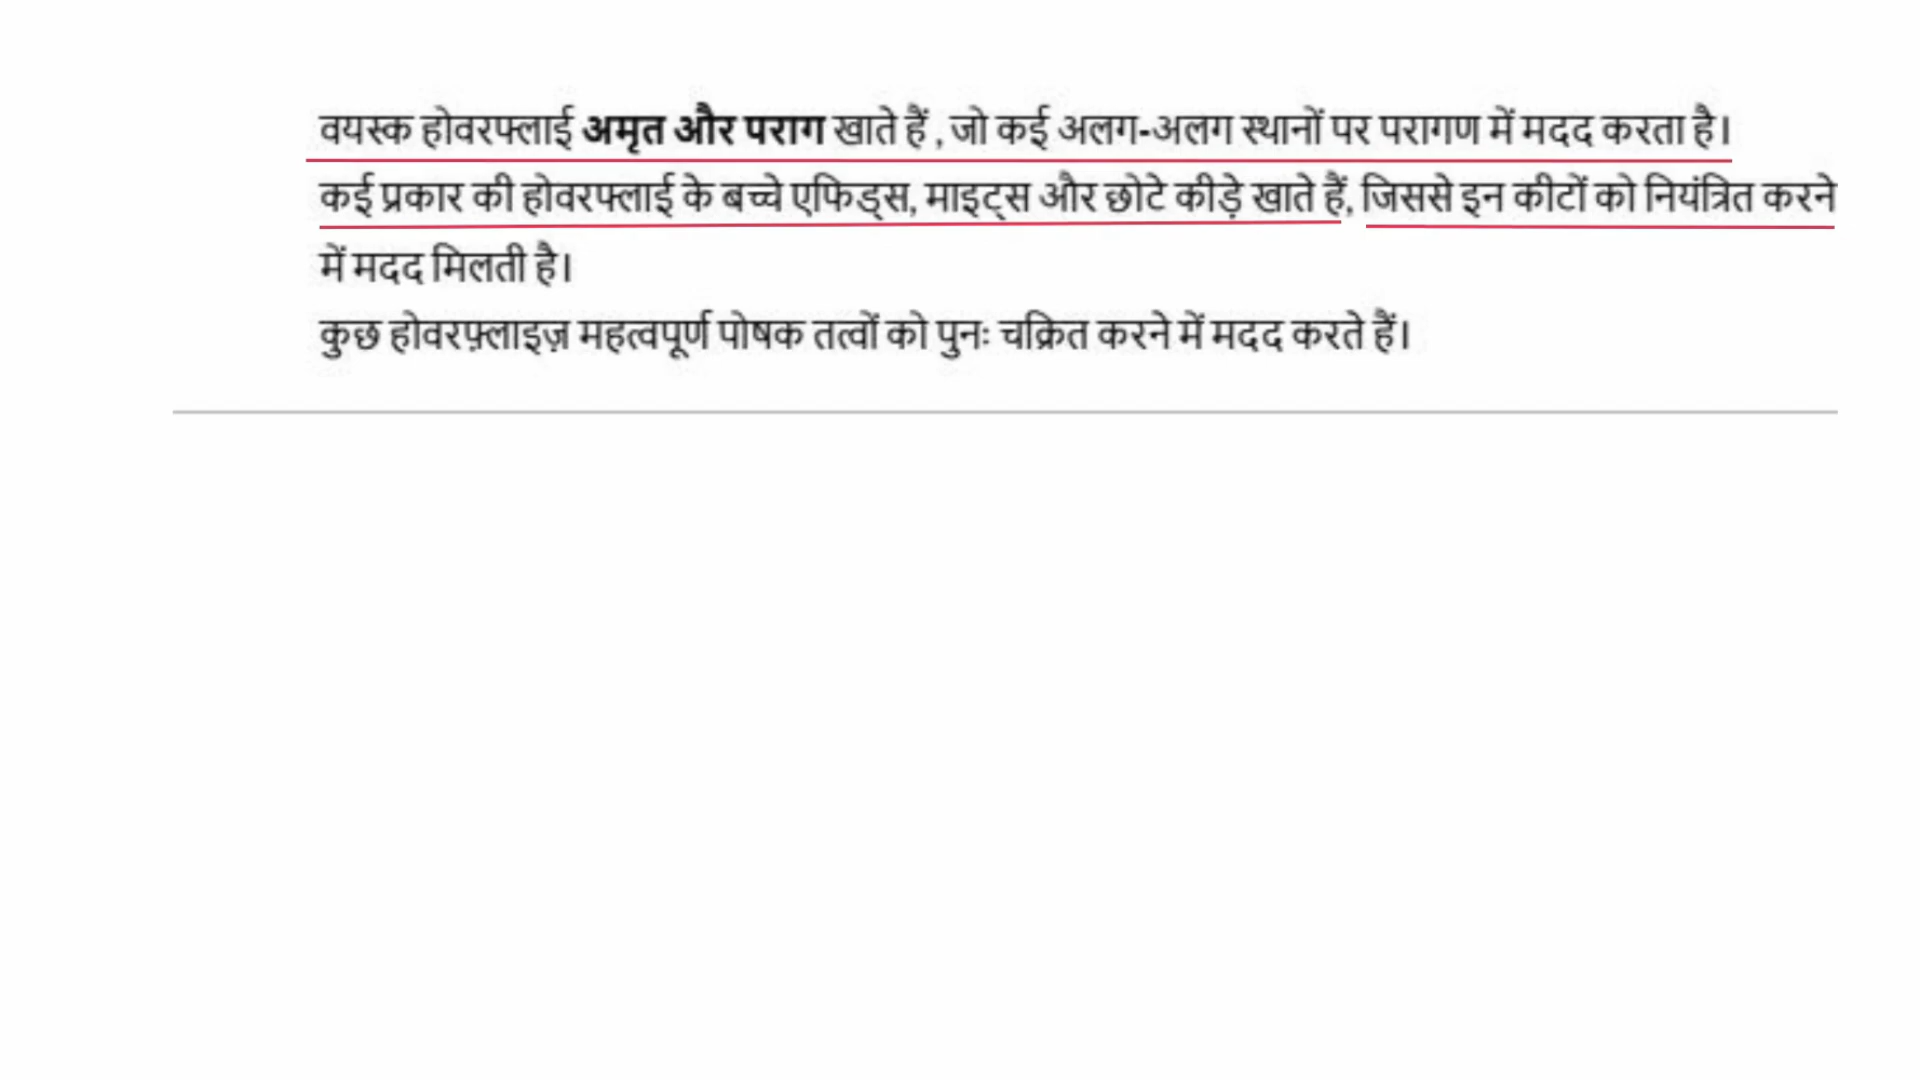 वयस्क होवरफ्लाई अमृत और पराग खाते हैं , जो कई अलग-अलग स्थानों पर परागण में मदद करता है।
कई प्रकार की होवरफ्लाई के बच्चे एफिड्स, माइट्स और छोटे कीड़े खाते हैं, जिससे इन कीटों को नियंत्रित करने
में मदद मिलती है।
कुछ होवरफ़्लाइज़ महत्वपूर्ण पोषक तत्वों को पुनः चक्रित करने में मदद करते हैं।